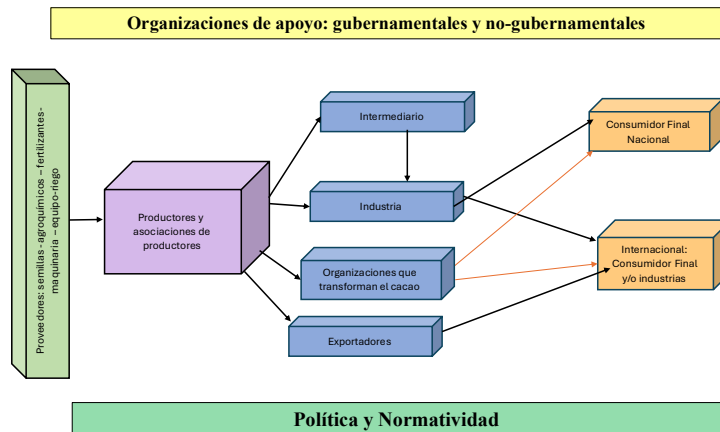 Organizaciones de apoyo: gubernamentales y no-gubernamentales
Proveedores: semillas - agroquímicos – fertilizantes-
maquinaria – equipo-riego
Productores y
asociaciones de
productores
Intermediario
Industria
Organizaciones que
transforman el cacao
Exportadores
Consumidor Final
Nacional
Internacional:
Consumidor Final
y/o industrias
Política y Normatividad